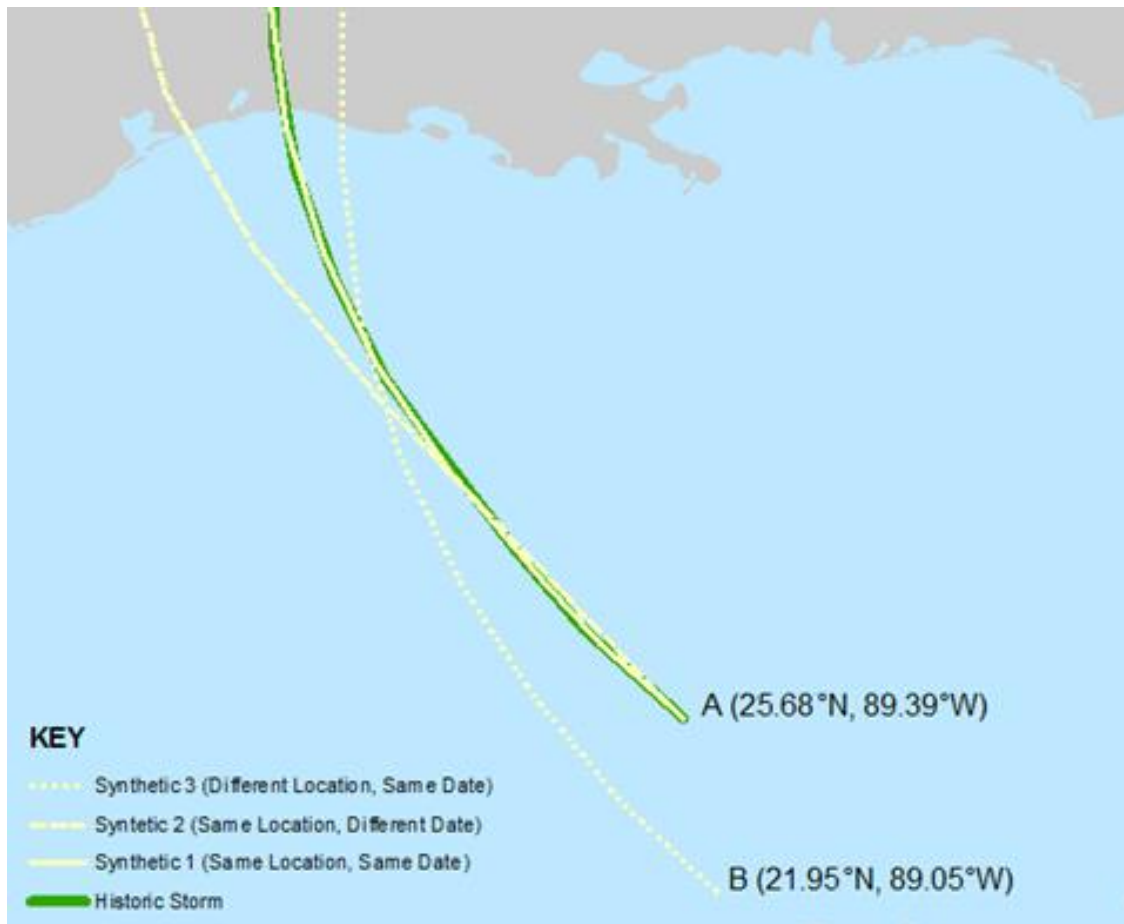 A (25.68°N, 89.39°W)
KEY
Synthetic 3 (Different Location, Same Date)
Syntetic 2 (Same Location, Different Date)
Synthetic 1 (Same Location, Same Date)
B (21.95°N, 89.05°W)
Historic Storm